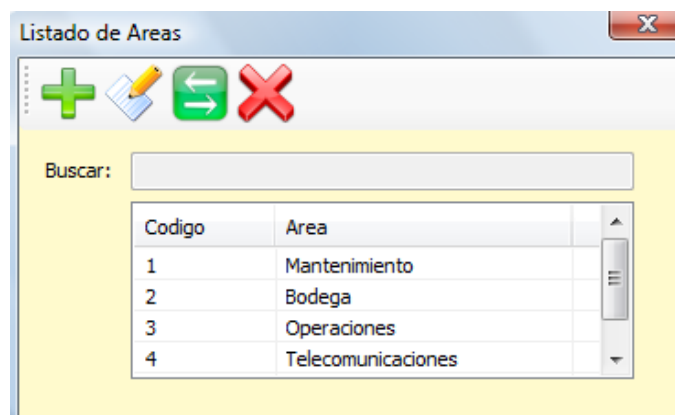 Listado de Areas
Buscar:
Codigo Area
1 Mantenimiento
2 Bodega
3 Operaciones
4 Telecomunicaciones